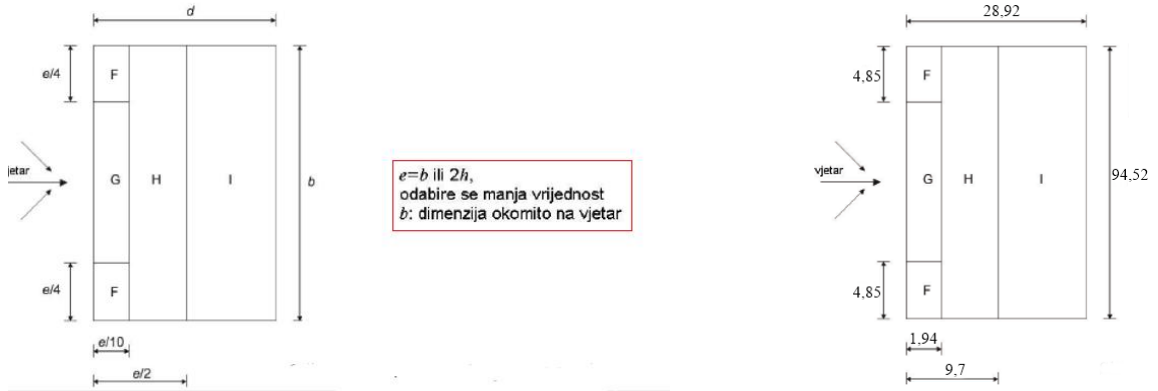 d
e/4
F
jetar
G H I
b
e/4
F
e/10
e/2
e=b ili 2h,
odabire se manja vrijednost
b: dimenzija okomito na vjetar
28,92
4,85
F
vjetar
G H I
94,52
4,85
F
1,94
9,7